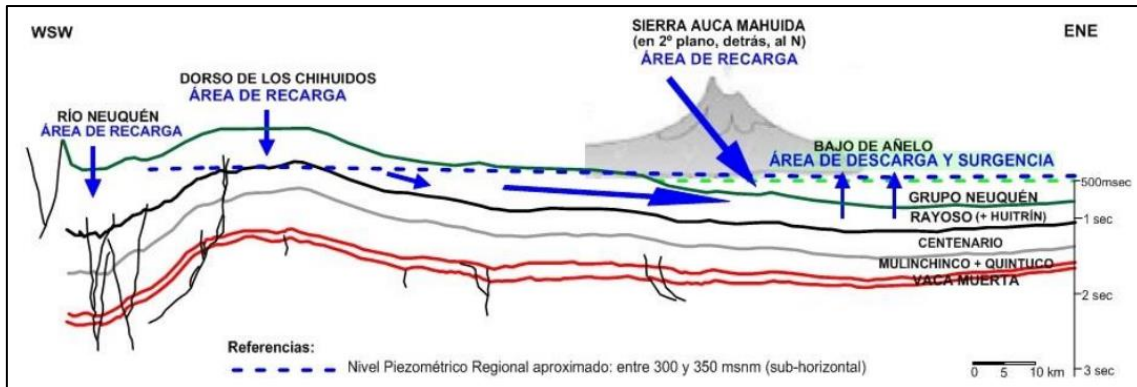 WSW
SIERRA AUCA MAHUIDA
(en 2º plano, detrás, al N)
ÁREA DE RECARGA
ENE
DORSO DE LOS CHIHUIDOS
ÁREA DE RECARGA
RÍO NEUQUÉN
ÁREA DE RECARGA
BAJO DE AÑELO
ÁREA DE DESCARGA Y SURGENCIA
500msec
GRUPO NEUQUÉN
RAYOSO (+ HUITRÍN)
1 sec
CENTENARIO
MULINCHINCO + QUINTUCO
VACA MUERTA
2 sec
Referencias:
Nivel Piezométrico Regional aproximado: entre 300 y 350 msnm (sub-horizontal)
0 5 10 km
3 sec